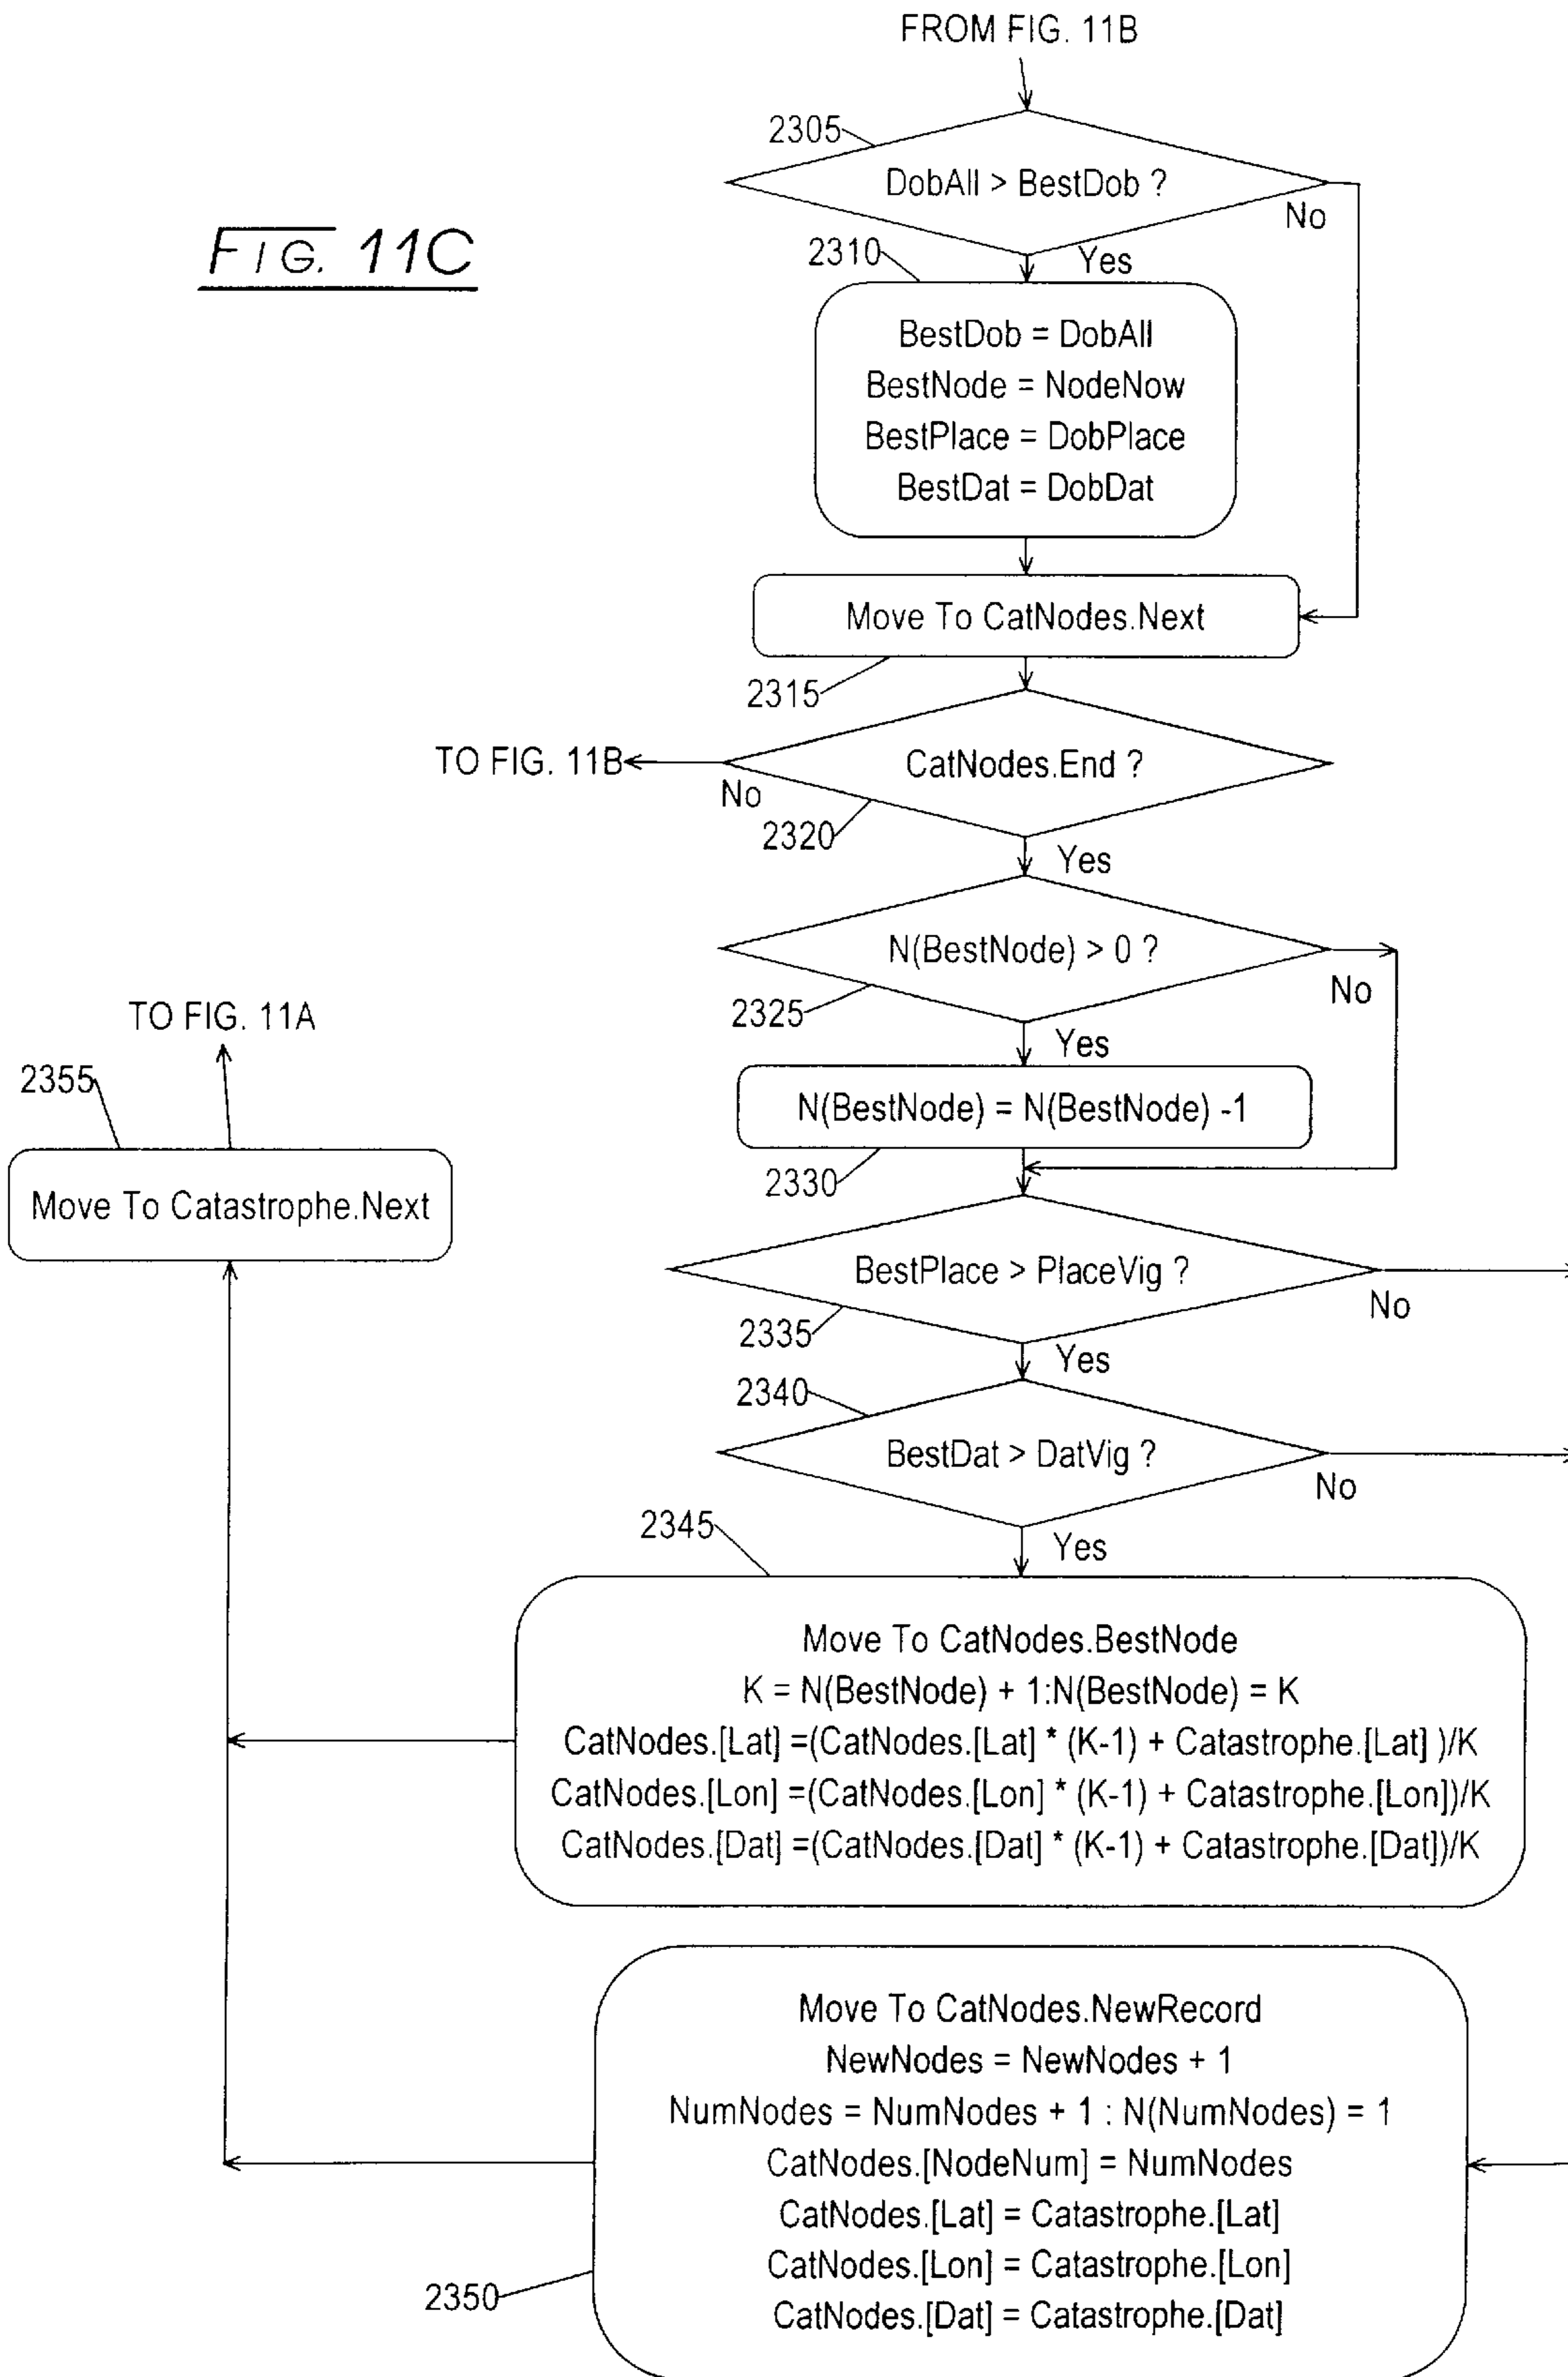 FROM FIG. 11B
2305
DobAll > BestDob ?
No
FIG. 11C
2310
Yes
BestDob = DobAll
BestNode = NodeNow
BestPlace = DobPlace
BestDat = DobDat
Move To CatNodes.Next
2315
TO FIG. 11B
CatNodes.End ?
No
2320
Yes
N(BestNode) > 0 ?
No
2325
TO FIG. 11A
Yes
2355
N(BestNode) = N(BestNode) -1
2330
Move To Catastrophe.Next
BestPlace > PlaceVig ?
No
2335
Yes
2340
BestDat > DatVig ?
No
2345
Yes
Move To CatNodes.BestNode
K = N(BestNode) + 1:N(BestNode) = K
CatNodes.[Lat] =(CatNodes.[Lat] * (K-1) + Catastrophe.[Lat] )/K
CatNodes.[Lon] =(CatNodes.[Lon] * (K-1) + Catastrophe.[Lon])/K
CatNodes.[Dat] =(CatNodes.[Dat] * (K-1) + Catastrophe.[Dat])/K
Move To CatNodes.NewRecord
NewNodes = NewNodes + 1
NumNodes = NumNodes + 1 : N(NumNodes) = 1
CatNodes.[NodeNum] = NumNodes
CatNodes.[Lat] = Catastrophe.[Lat]
CatNodes.[Lon] = Catastrophe.[Lon]
2350
CatNodes.[Dat] = Catastrophe.[Dat]